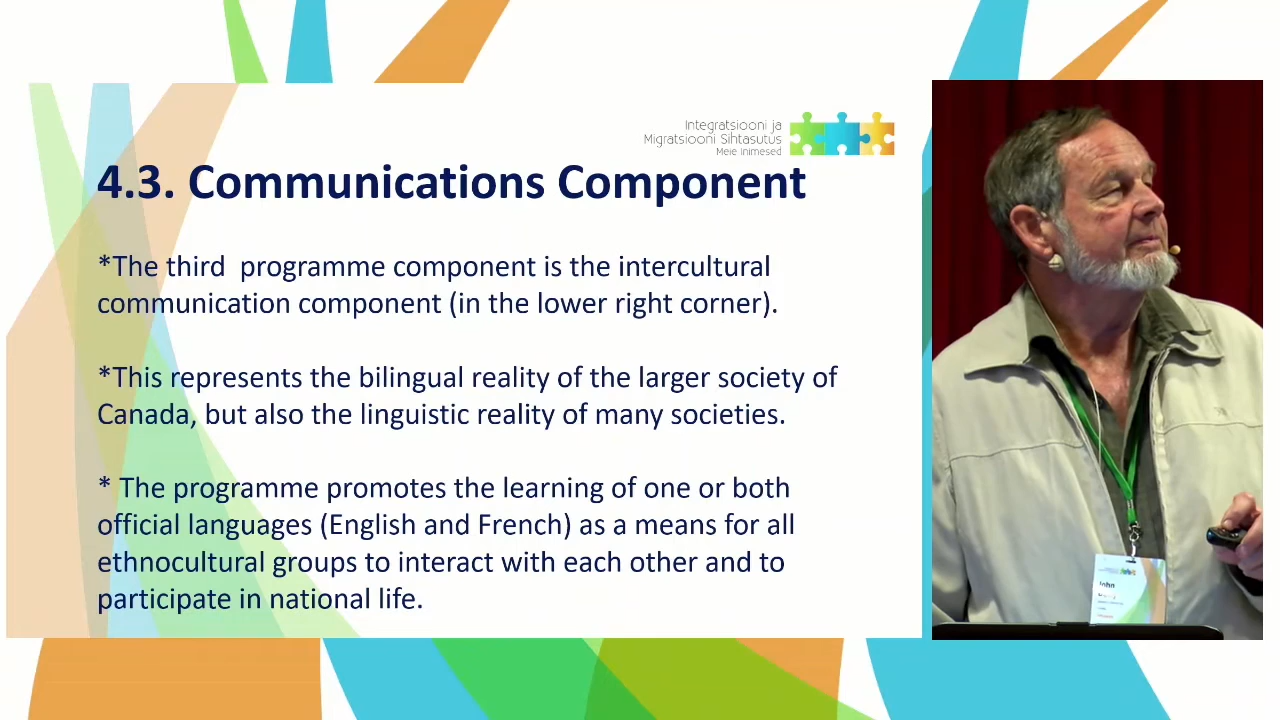 Integratsiooni ja
Migratsiooni Sihtasutus
Meie Inimesed
4.3. Communications Component
*The third  programme component is the intercultural
communication component (in the lower right corner).
*This represents the bilingual reality of the larger society of
Canada, but also the linguistic reality of many societies.
* The programme promotes the learning of one or both
official languages (English and French) as a means for all
ethnocultural groups to interact with each other and to
participate in national life.
John